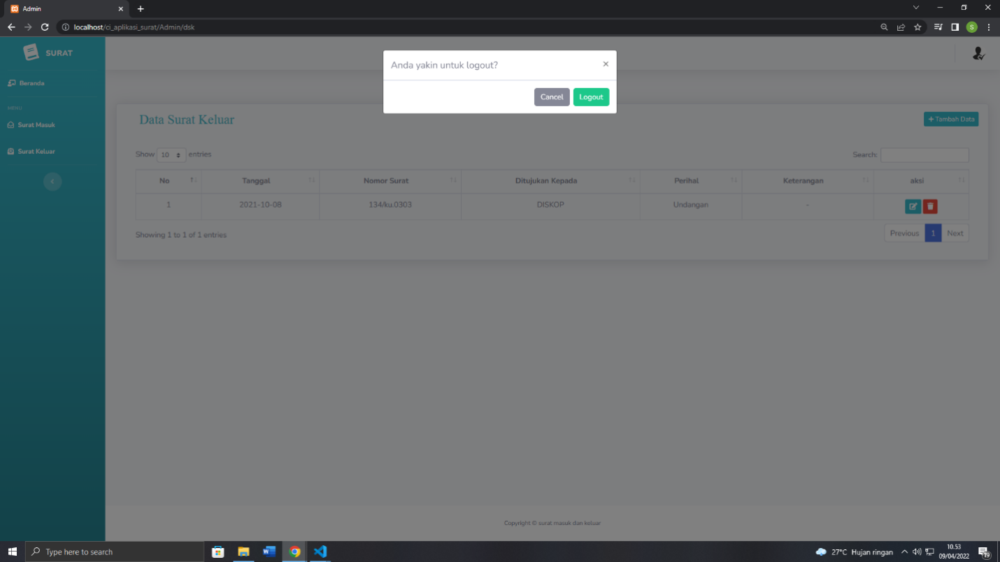 Admin
localhost/ci_aplikasi_surat/Admin/dsk
S
SURAT
Beranda
MENU
Surat Masuk
Surat Keluar
Anda yakin untuk logout?
Cancel Logout
Data Surat Keluar
+ Tambah Data
Show 10 entries
Search:
No Tanggal Nomor Surat Ditujukan Kepada Perihal Keterangan aksi
1 2021-10-08 134/ku.0303 DISKOP Undangan -
Showing 1 to 1 of 1 entries
Previous 1 Next
Copyright © surat masuk dan keluar
Type here to search
27°C Hujan ringan
10.53
09/04/2022
19